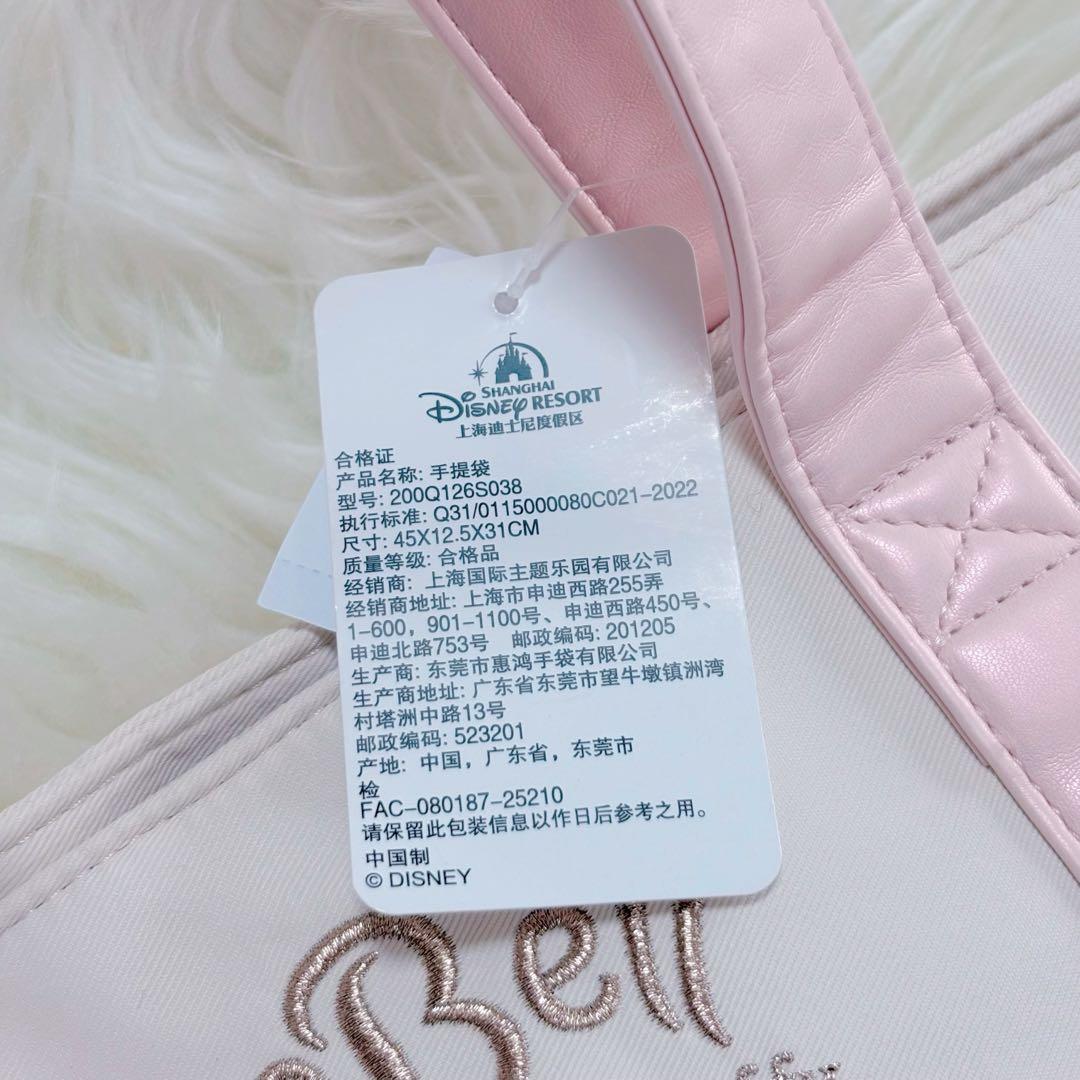 SHANGHAI
Disney RESORT
上海迪士尼度假区
合格证
产品名称: 手提袋
型号: 200Q126S038
执行标准: Q31/0115000080C021-2022
尺寸: 45X12.5X31CM
质量等级: 合格品
经销商: 上海国际主题乐园有限公司
经销商地址: 上海市申迪西路255弄
1-600, 901-1100号、申迪西路450号、
申迪北路753号 邮政编码: 201205
生产商: 东莞市惠鸿手袋有限公司
生产商地址: 广东省东莞市望牛墩镇洲湾
村塔洲中路13号
邮政编码: 523201
产地: 中国, 广东省, 东莞市
检
FAC-080187-25210
请保留此包装信息以作日后参考之用。
中国制
© DISNEY
Bell